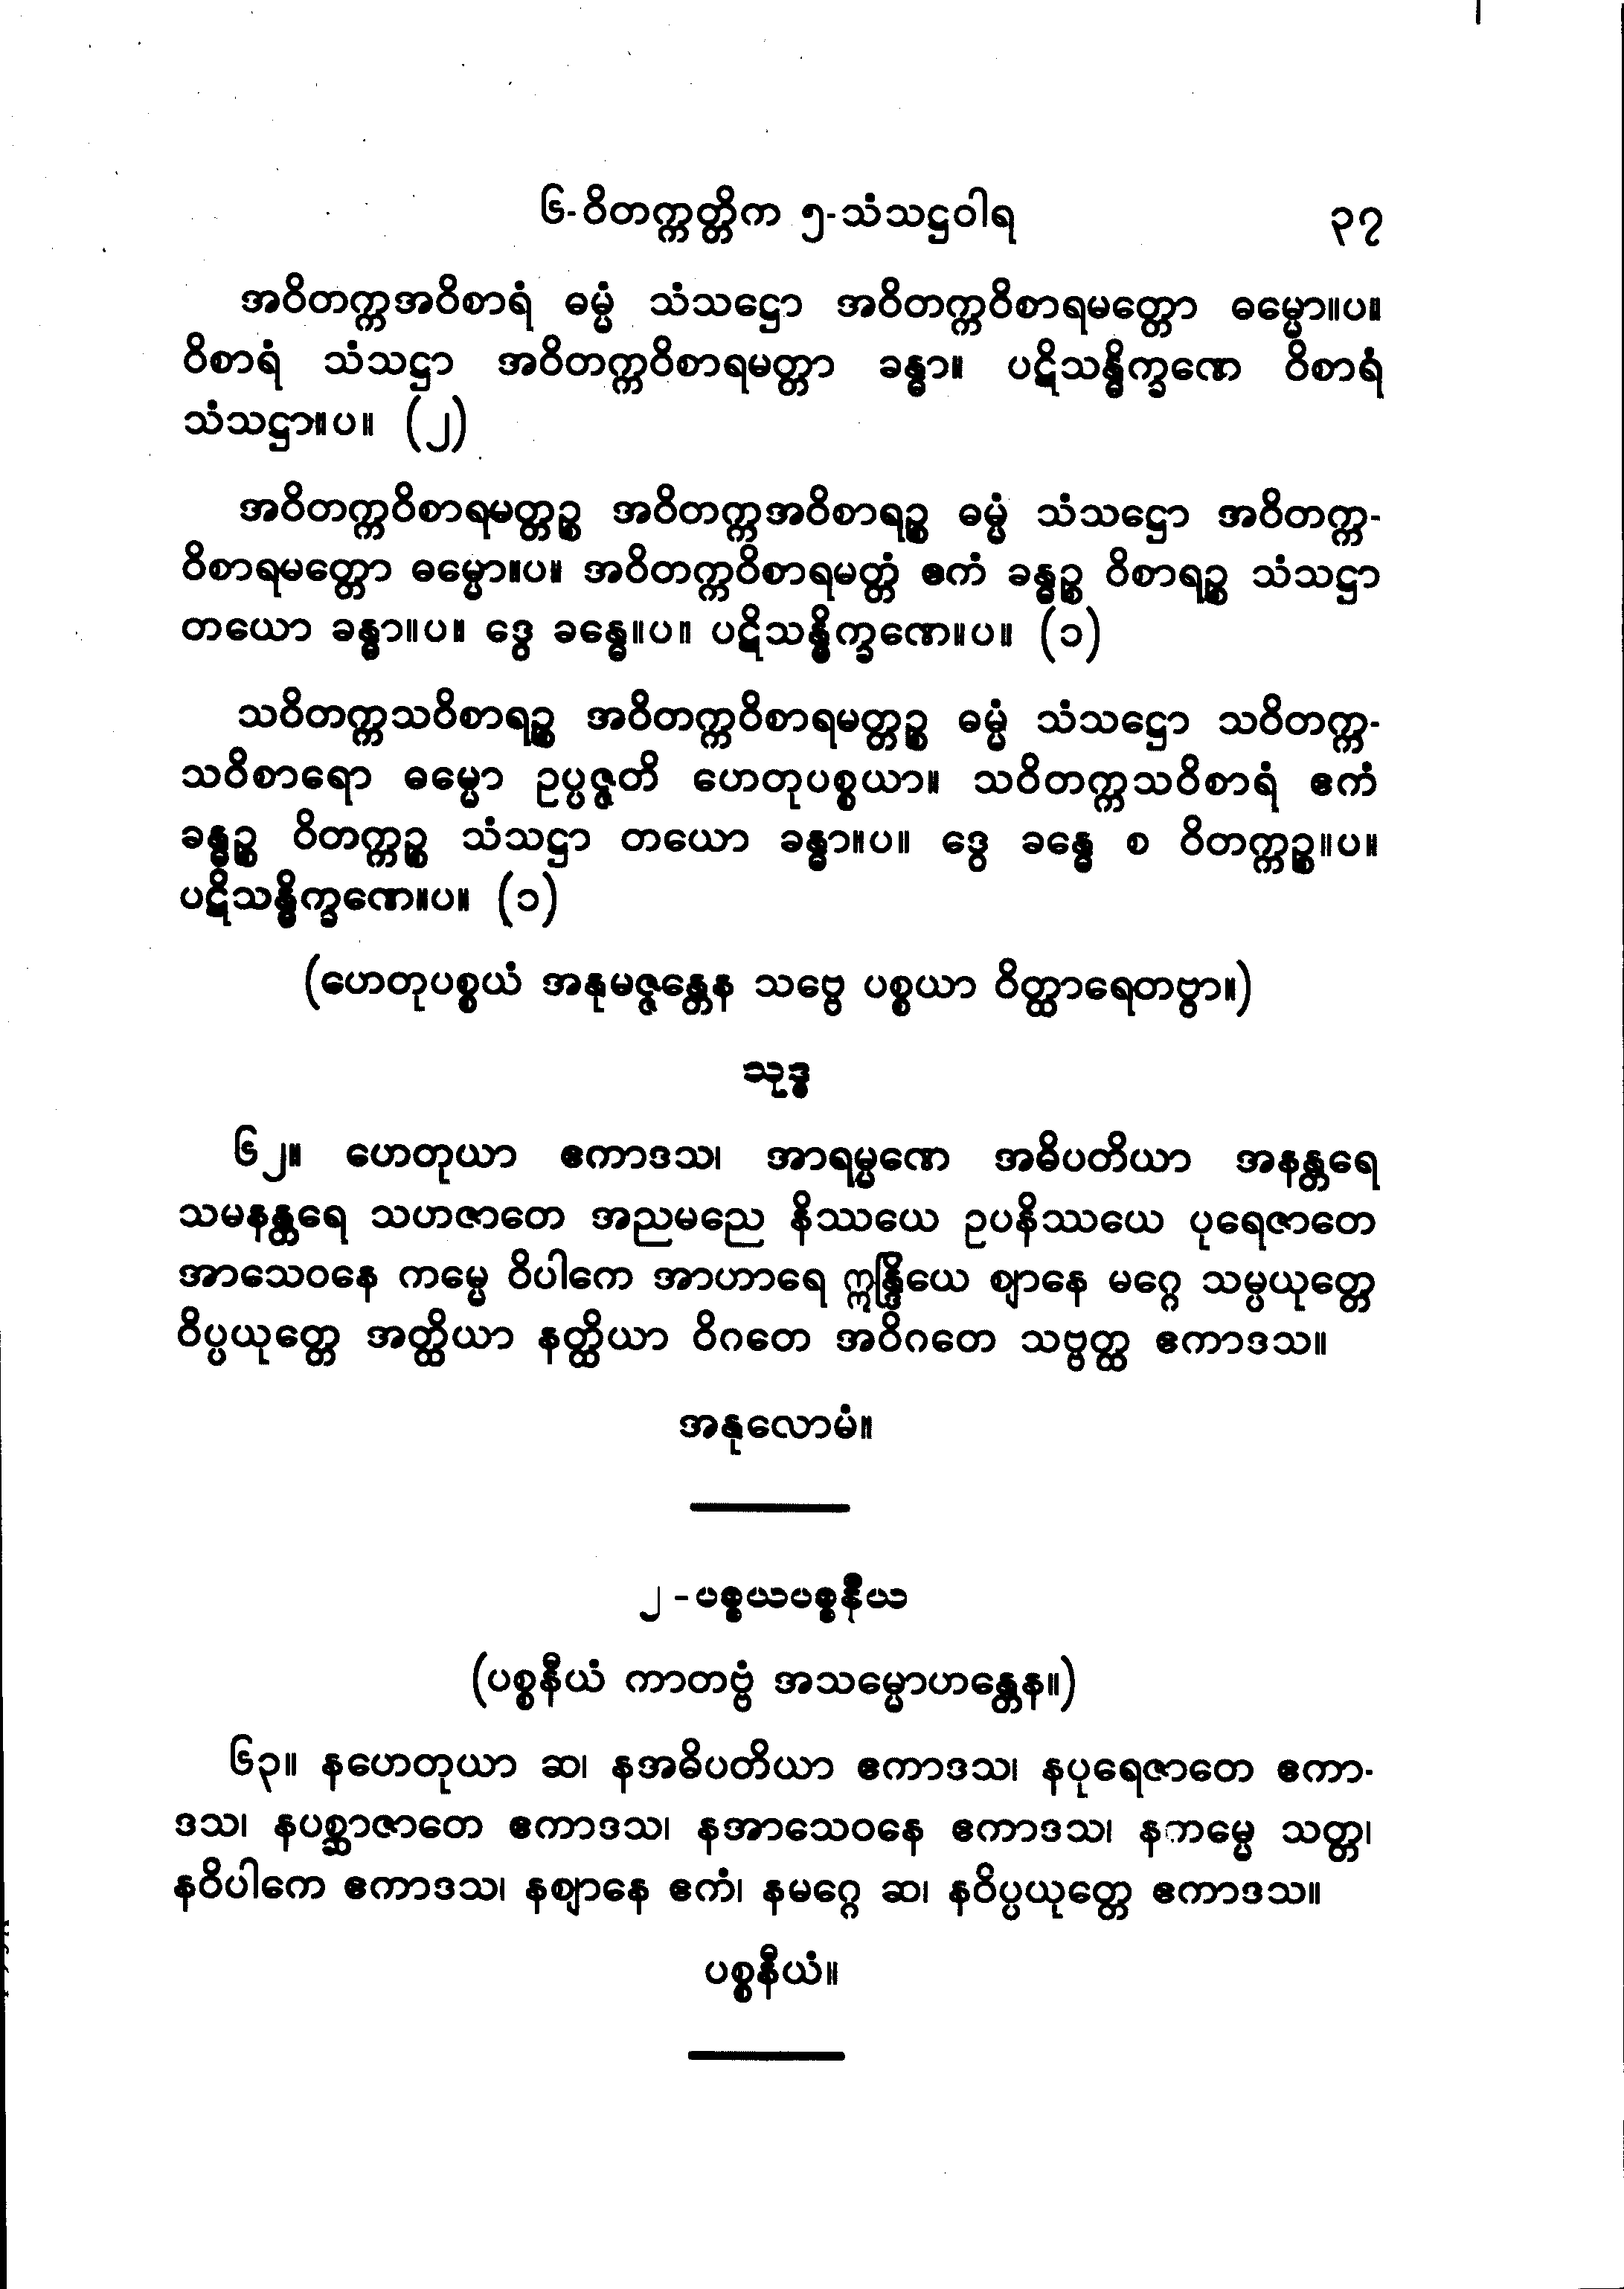 ၆-ဝိတက္ကတ္တိက ၅-သံသဋ္ဌဝါရ ၃၇
အဝိတက္ကအဝိစာရံ ဓမ္မံ သံသဋ္ဌော အဝိတက္ကဝိစာရမတ္တော ဓမ္မော။ပ။
ဝိစာရံ သံသဋ္ဌာ အဝိတက္ကဝိစာရမတ္တာ ခန္ဓာ။ ပဋိသန္ဓိက္ခဏေ ဝိစာရံ
သံသဋ္ဌာ။ပ။ (၂)
အဝိတက္ကဝိစာရမတ္တဉ္စ အဝိတက္ကအဝိစာရဉ္စ ဓမ္မံ သံသဋ္ဌော အဝိတက္က-
ဝိစာရမတ္တော ဓမ္မော။ပ။ အဝိတက္ကဝိစာရမတ္တံ ဧကံ ခန္ဓဉ္စ ဝိစာရဉ္စ သံသဋ္ဌာ
တယော ခန္ဓာ။ပ။ ဒွေ ခန္ဓေ။ပ။ ပဋိသန္ဓိက္ခဏေ။ပ။ (၁)
သဝိတက္ကသဝိစာရဉ္စ အဝိတက္ကဝိစာရမတ္တဉ္စ ဓမ္မံ သံသဋ္ဌော သဝိတက္က-
သဝိစာရော ဓမ္မော ဥပ္ပဇ္ဇတိ ဟေတုပစ္စယာ။ သဝိတက္ကသဝိစာရံ ဧကံ
ခန္ဓဉ္စ ဝိတက္ကဉ္စ သံသဋ္ဌာ တယော ခန္ဓာ။ပ။ ဒွေ ခန္ဓေ စ ဝိတက္ကဉ္စ။ပ။
ပဋိသန္ဓိက္ခဏေ။ပ။ (၁)
(ဟေတုပစ္စယံ အနုမဇ္ဇန္တေန သဗ္ဗေ ပစ္စယာ ဝိတ္ထာရေတဗ္ဗာ။)
သုဒ္ဓ
၆၂။ ဟေတုယာ ဧကာဒသ၊ အာရမ္မဏေ အဓိပတိယာ အနန္တရေ
သမနန္တရေ သဟဇာတေ အညမညေ နိဿယေ ဥပနိဿယေ ပုရေဇာတေ
အာသေဝနေ ကမ္မေ ဝိပါကေ အာဟာရေ ဣန္ဒြိယေ ဈာနေ မဂ္ဂေ သမ္ပယုတ္တေ
ဝိပ္ပယုတ္တေ အတ္ထိယာ နတ္ထိယာ ဝိဂတေ အဝိဂတေ သဗ္ဗတ္ထ ဧကာဒသ။
အနုလောမံ။
၂-ပစ္စယပစ္စနီယ
(ပစ္စနီယံ ကာတဗ္ဗံ အသမ္မောဟန္တေန။)
၆၃။ နဟေတုယာ ဆ၊ နအဓိပတိယာ ဧကာဒသ၊ နပုရေဇာတေ ဧကာ-
ဒသ၊ နပစ္ဆာဇာတေ ဧကာဒသ၊ နအာသေဝနေ ဧကာဒသ၊ နကမ္မေ သတ္တ၊
နဝိပါကေ ဧကာဒသ၊ နဈာနေ ဧကံ၊ နမဂ္ဂေ ဆ၊ နဝိပ္ပယုတ္တေ ဧကာဒသ။
ပစ္စနီယံ။